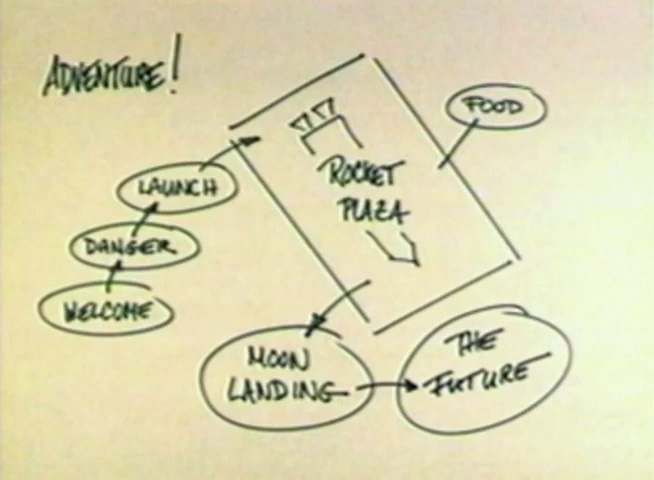 ADVENTURE!
FOOD
LAUNCH
ROCKET
PLAZA
DANGER
WELCOME
MOON
LANDING
THE
FUTURE